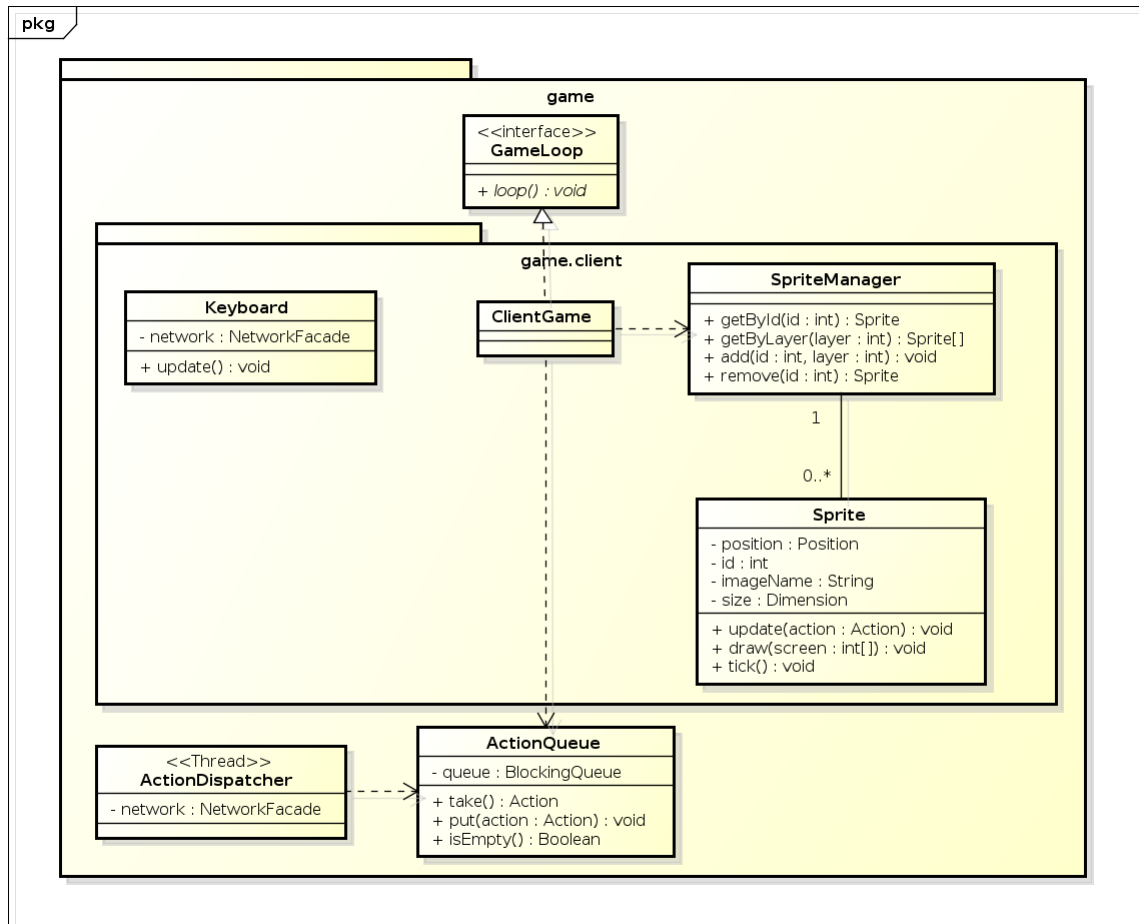 pkg
game
<<interface>>
GameLoop
+ loop() : void
game.client
Keyboard
- network : NetworkFacade
+ update() : void
ClientGame
SpriteManager
+ getById(id : int) : Sprite
+ getByLayer(layer : int) : Sprite[]
+ add(id : int, layer : int) : void
+ remove(id : int) : Sprite
1
0..*
Sprite
- position : Position
- id : int
- imageName : String
- size : Dimension
+ update(action : Action) : void
+ draw(screen : int[]) : void
+ tick() : void
<<Thread>>
ActionDispatcher
- network : NetworkFacade
ActionQueue
- queue : BlockingQueue
+ take() : Action
+ put(action : Action) : void
+ isEmpty() : Boolean